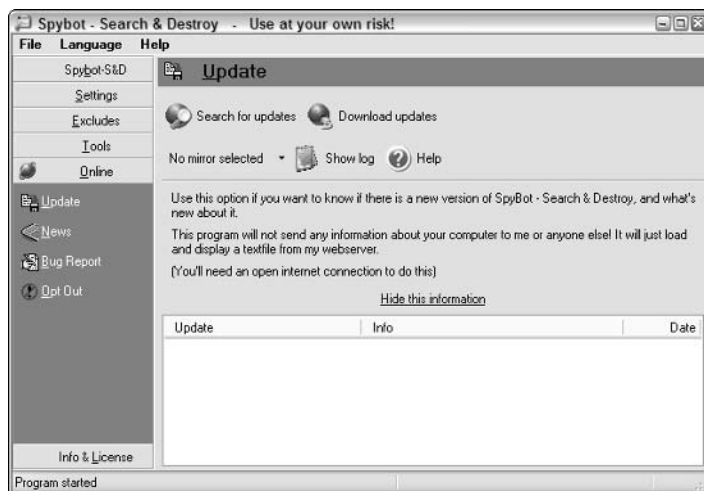 Spybot - Search & Destroy - Use at your own risk!
File Language Help
Spybot-S&D
Settings
Excludes
Tools
Online
Update
News
Bug Report
Opt Out
Info & License
Update
Search for updates Download updates
No mirror selected Show log Help
Use this option if you want to know if there is a new version of SpyBot - Search & Destroy, and what's
new about it.
This program will not send any information about your computer to me or anyone else! It will just load
and display a textfile from my webserver.
(You'll need an open internet connection to do this)
Hide this information
Update Info Date
Program started